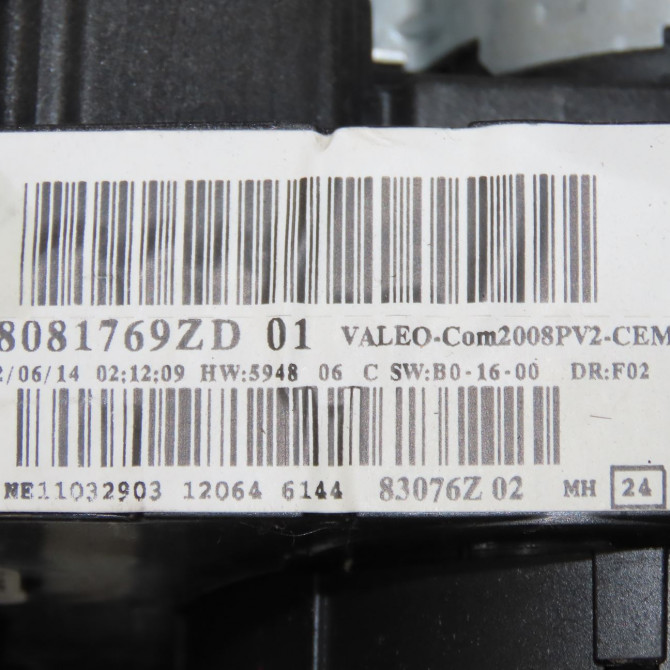 8081769ZD 01 VALEO-Com2008PV2-CEM
2/06/14 02:12:09 HW:5948 06 C SW:B0-16-00 DR:F02
NE11032903 12064 6144 83076Z 02 MH 24